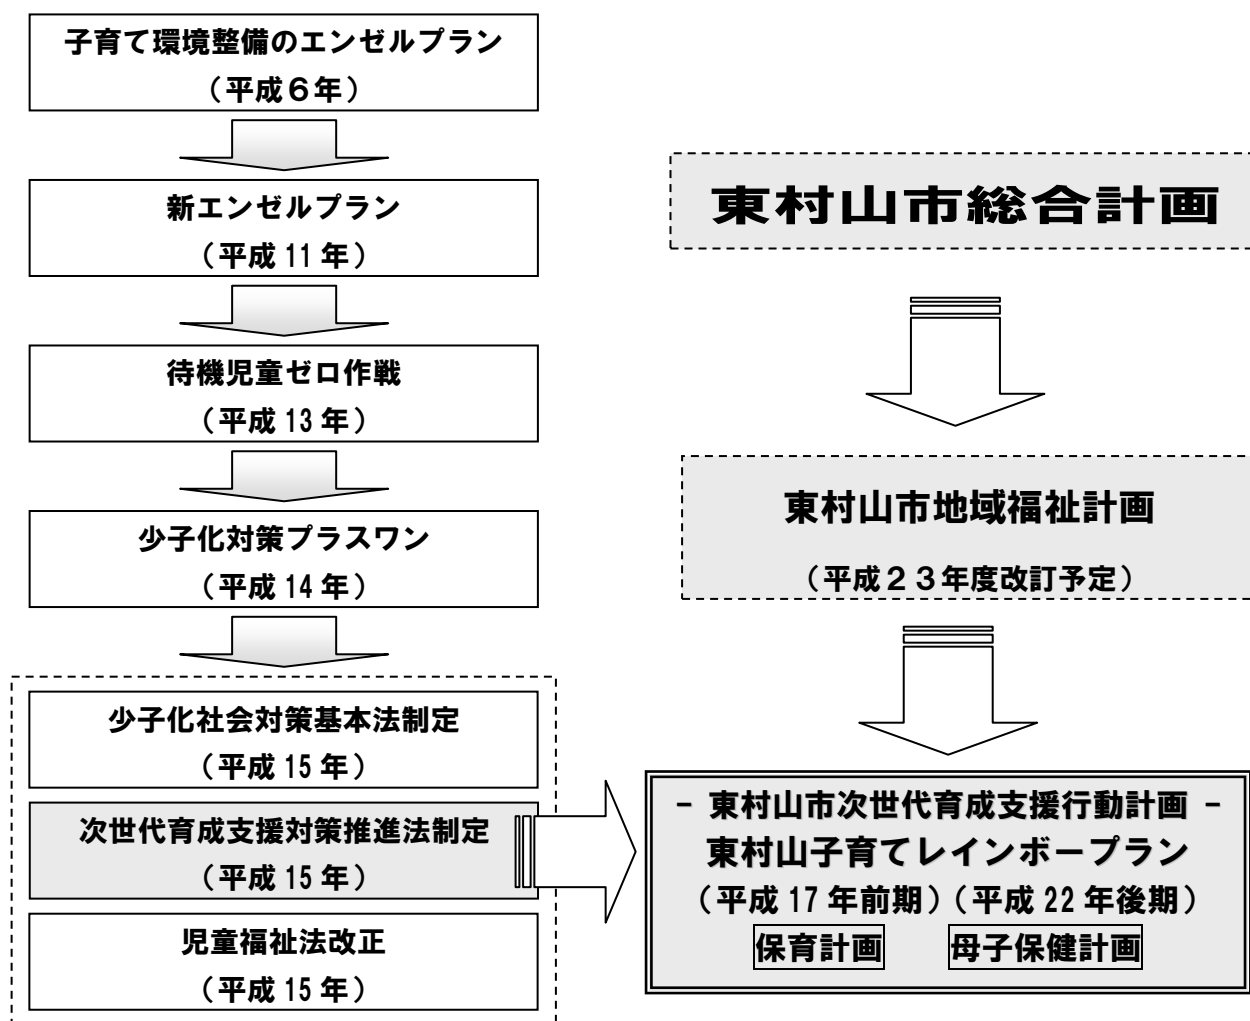 子育て環境整備のエンゼルプラン
（平成６年）
新エンゼルプラン
（平成 11 年）
待機児童ゼロ作戦
（平成 13 年）
少子化対策プラスワン
（平成 14 年）
少子化社会対策基本法制定
（平成 15 年）
次世代育成支援対策推進法制定
（平成 15 年）
児童福祉法改正
（平成 15 年）
東村山市総合計画
東村山市地域福祉計画
（平成２３年度改訂予定）
- 東村山市次世代育成支援行動計画 -
東村山子育てレインボープラン
（平成 17 年前期）（平成 22 年後期）
保育計画 母子保健計画